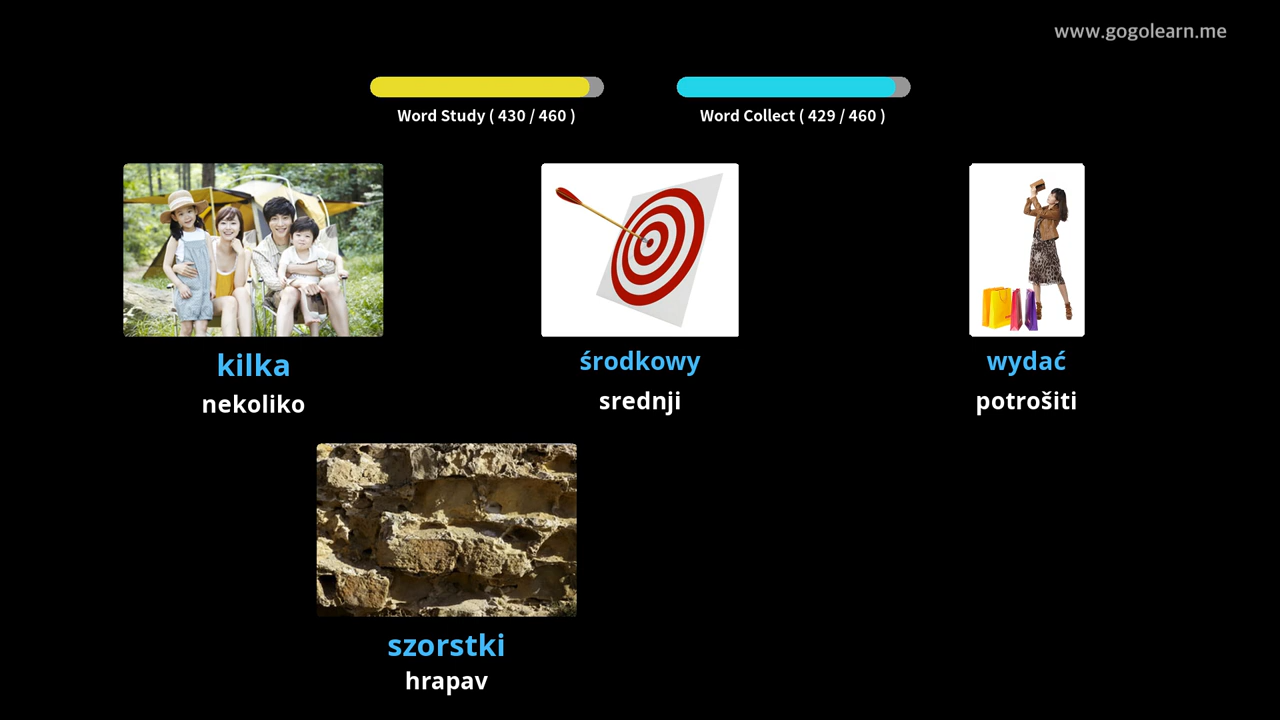 www.gogolearn.me
Word Study ( 430 / 460 )
Word Collect ( 429 / 460 )
kilka
nekoliko
środkowy
srednji
wydać
potrošiti
szorstki
hrapav